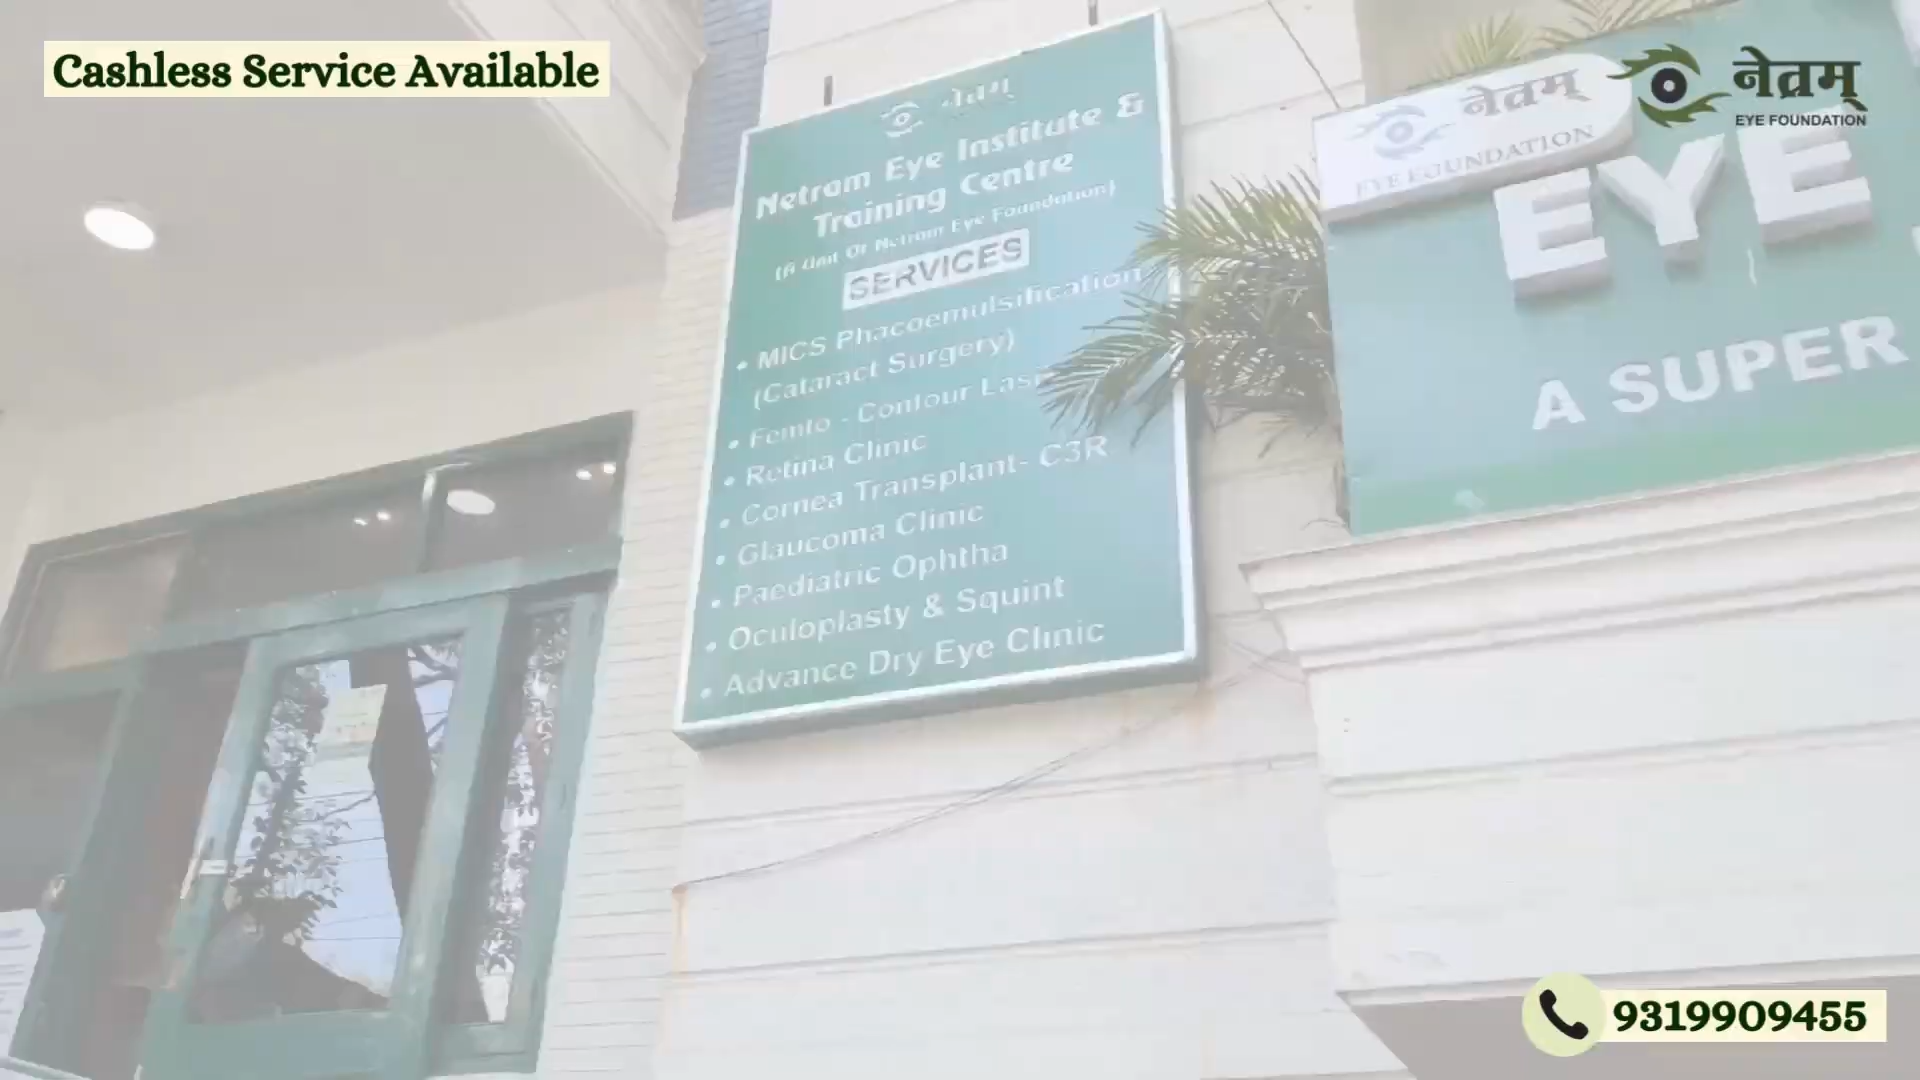 Cashless Service Available
नेत्रम्
EYE FOUNDATION
नेत्रम्
Netram Eye Institute &
Training Centre
(A Unit Of Netram Eye Foundation)
SERVICES
• MICS Phacoemulsification
(Cataract Surgery)
• Femto - Contour
• Retina Clinic
• Cornea Transplant- C3R
• Glaucoma Clinic
• Paediatric Ophtha
• Oculoplasty & Squint
• Advance Dry Eye Clinic
नेत्रम्
EYE FOUNDATION
EYE
A SUPER
9319909455